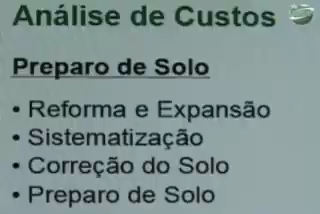 Análise de Custos
Preparo de Solo
• Reforma e Expansão
• Sistematização
• Correção do Solo
• Preparo de Solo